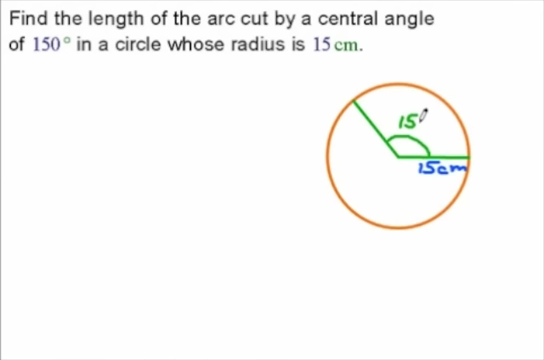 Find the length of the arc cut by a central angle
of 150° in a circle whose radius is 15 cm.
150
15cm